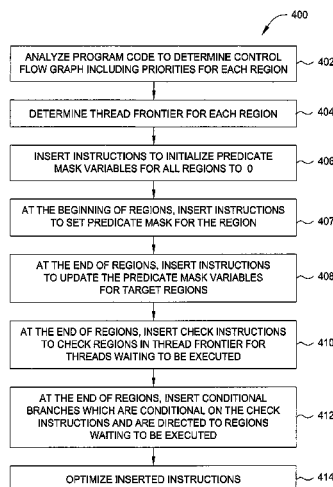 400
ANALYZE PROGRAM CODE TO DETERMINE CONTROL
FLOW GRAPH INCLUDING PRIORITIES FOR EACH REGION
402
DETERMINE THREAD FRONTIER FOR EACH REGION
404
INSERT INSTRUCTIONS TO INITIALIZE PREDICATE
MASK VARIABLES FOR ALL REGIONS TO 0
406
AT THE BEGINNING OF REGIONS, INSERT INSTRUCTIONS
TO SET PREDICATE MASK FOR THE REGION
407
AT THE END OF REGIONS, INSERT INSTRUCTIONS
TO UPDATE THE PREDICATE MASK VARIABLES
FOR TARGET REGIONS
408
AT THE END OF REGIONS, INSERT CHECK INSTRUCTIONS
TO CHECK REGIONS IN THREAD FRONTIER FOR
THREADS WAITING TO BE EXECUTED
410
AT THE END OF REGIONS, INSERT CONDITIONAL
BRANCHES WHICH ARE CONDITIONAL ON THE CHECK
INSTRUCTIONS AND ARE DIRECTED TO REGIONS
WAITING TO BE EXECUTED
412
OPTIMIZE INSERTED INSTRUCTIONS
414